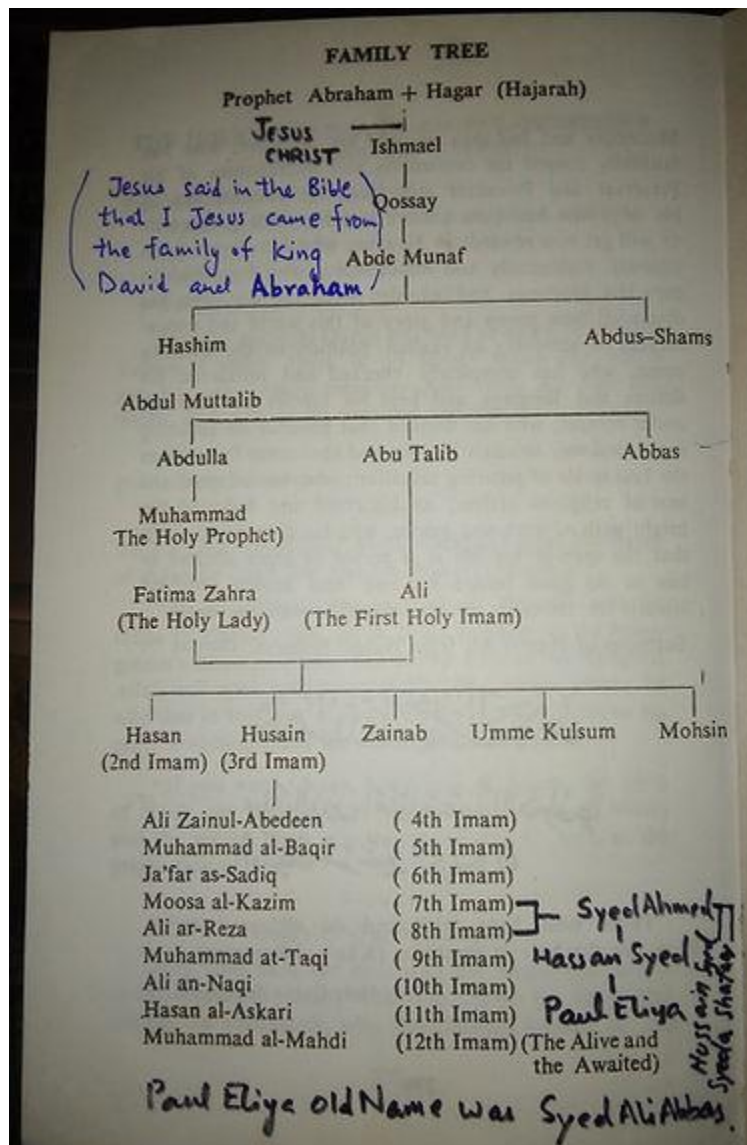 FAMILY TREE
Prophet Abraham + Hagar (Hajarah)
JESUS
CHRIST
Ishmael
Jesus said in the Bible
that I Jesus came from
the family of King
David and Abraham
Qossay
Abde Munaf
Hashim Abdus-Shams
Abdul Muttalib
Abdulla Abu Talib Abbas
Muhammad
The Holy Prophet)
Fatima Zahra Ali
(The Holy Lady) (The First Holy Imam)
Hasan Husain Zainab Umme Kulsum Mohsin
(2nd Imam) (3rd Imam)
Ali Zainul-Abedeen ( 4th Imam)
Muhammad al-Baqir ( 5th Imam)
Ja'far as-Sadiq ( 6th Imam)
Moosa al-Kazim ( 7th Imam) Syed Ahmed
Ali ar-Reza ( 8th Imam)
Muhammad at-Taqi ( 9th Imam) Hassan Syed
Ali an-Naqi (10th Imam)
Hasan al-Askari (11th Imam) Paul Eliya
Muhammad al-Mahdi (12th Imam) (The Alive and
the Awaited)
Hussain Syed
Syeda
Paul Eliya old Name was Syed Ali Abbas.